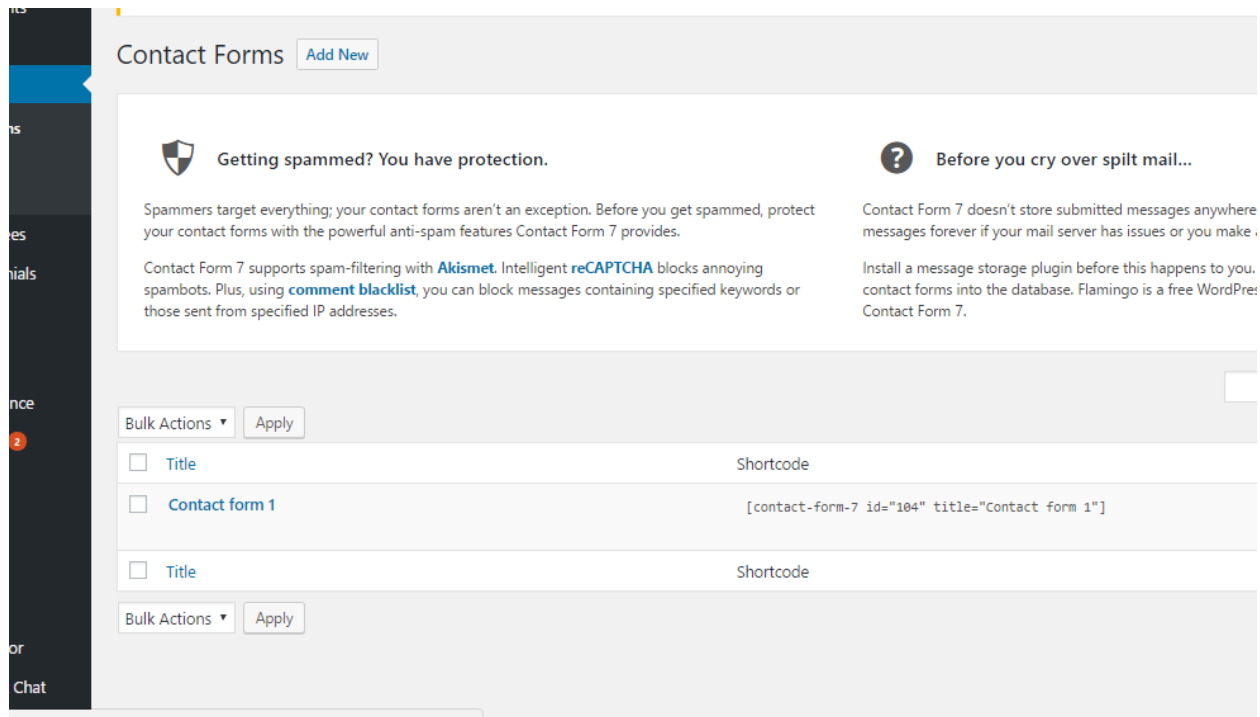 Contact Forms Add New
Getting spammed? You have protection.
Spammers target everything; your contact forms aren't an exception. Before you get spammed, protect
your contact forms with the powerful anti-spam features Contact Form 7 provides.
Contact Form 7 supports spam-filtering with Akismet. Intelligent reCAPTCHA blocks annoying
spambots. Plus, using comment blacklist, you can block messages containing specified keywords or
those sent from specified IP addresses.
Before you cry over spilt mail...
Contact Form 7 doesn't store submitted messages anywhere
messages forever if your mail server has issues or you make
Install a message storage plugin before this happens to you.
contact forms into the database. Flamingo is a free
Contact Form 7.
Bulk Actions Apply
Title Shortcode
Contact form 1 [contact-form-7 id="104" title="Contact form 1"]
Title Shortcode
Bulk Actions Apply
2
Chat